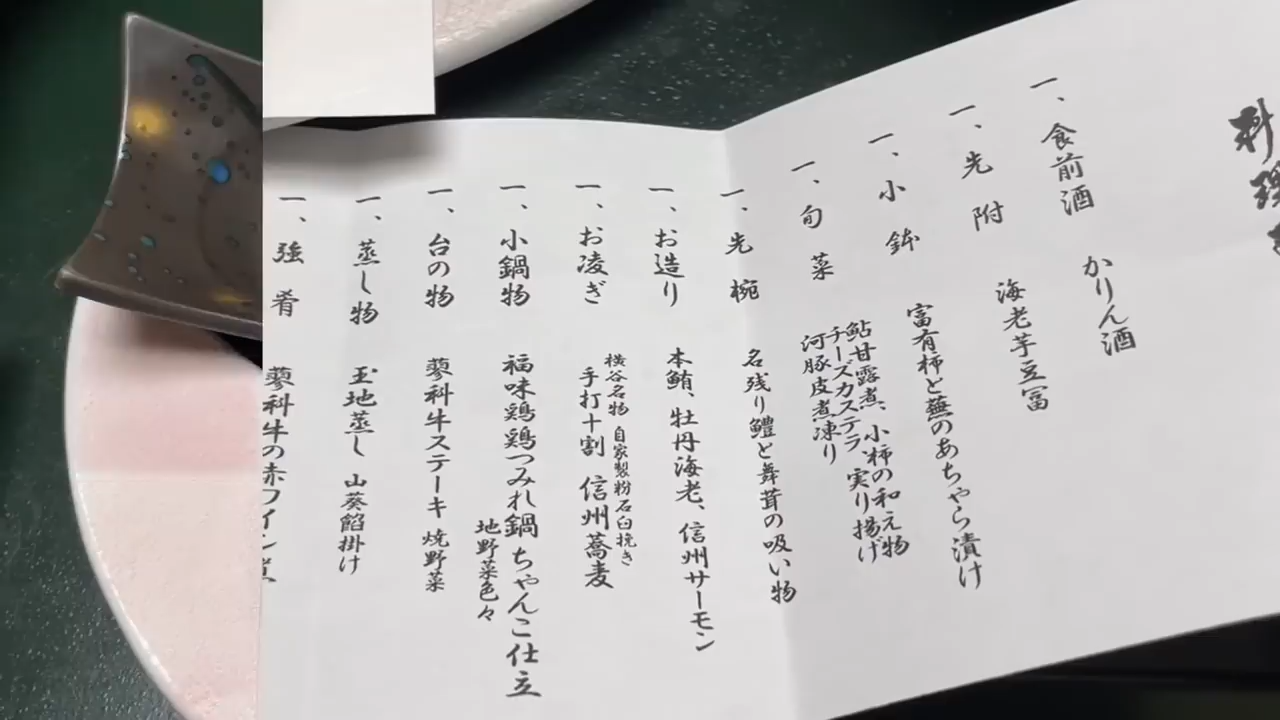 一、食前酒 かりん酒
一、先附 海老芋豆富
一、小鉢 富有柿と蕪のあちゃら漬け
一、旬菜 鮎甘露煮、小柿の和え物
チーズカステラ、実り揚げ
河豚皮煮凍り
一、先椀 名残り鱧と舞茸の吸い物
一、お造り 本鮪、牡丹海老、信州サーモン
一、お凌ぎ 横谷名物 自家製粉石臼挽き
手打十割 信州蕎麦
一、小鍋物 福味鶏鶏つみれ鍋ちゃんこ仕立
地野菜色々
一、台の物 蓼科牛ステーキ 焼野菜
一、蒸し物 玉地蒸し 山葵餡掛け
一、強肴 蓼科牛の赤ワイン煮